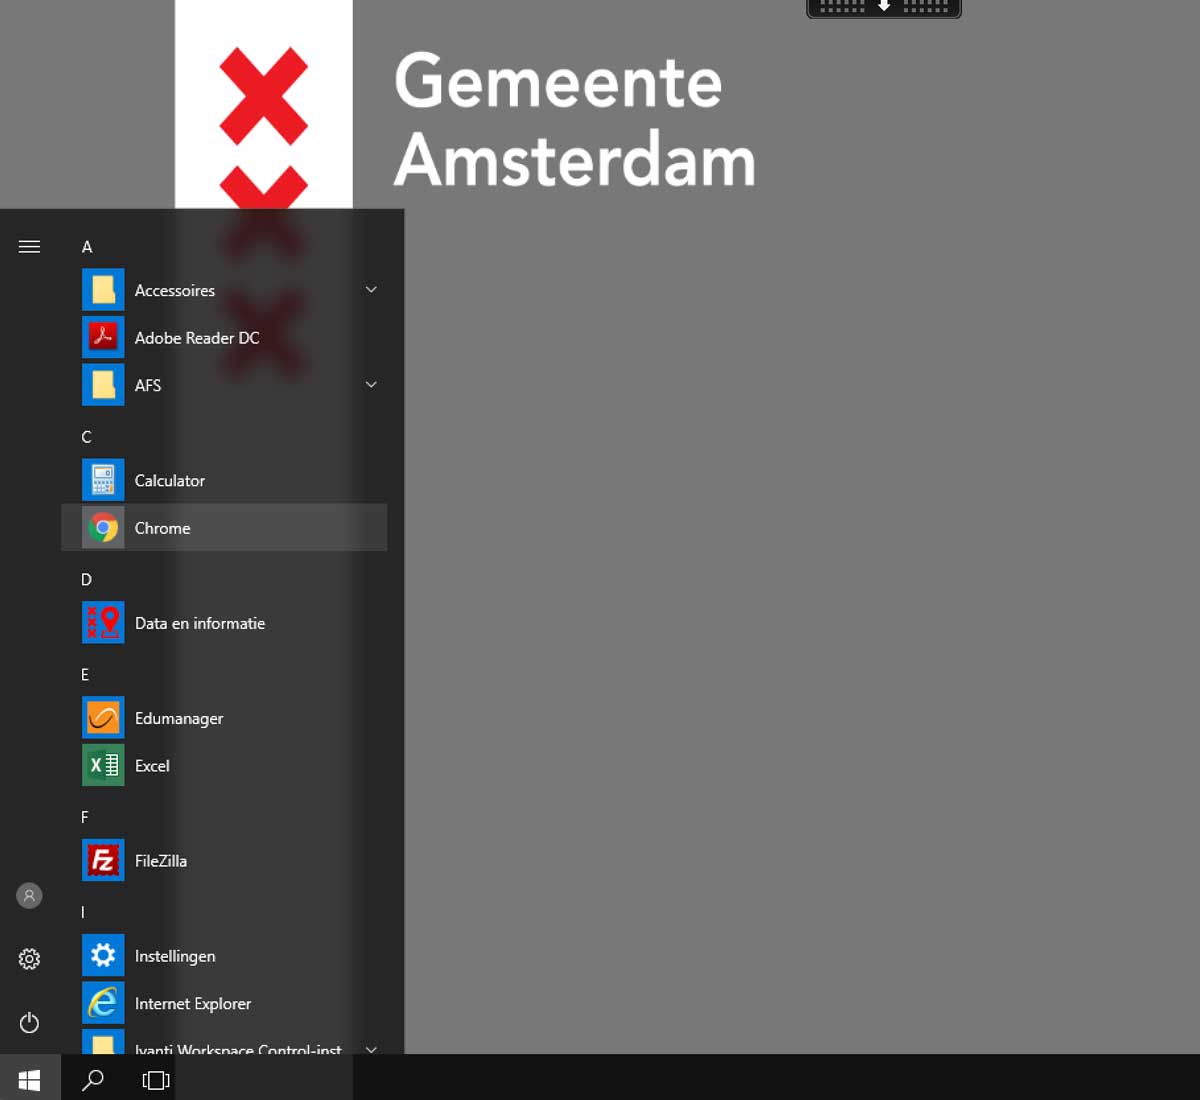 Gemeente
Amsterdam
A
Accessoires
Adobe Reader DC
AFS
C
Calculator
Chrome
D
Data en informatie
E
Edumanager
Excel
F
FileZilla
I
Instellingen
Internet Explorer
Ivanti Workspace Control-inst